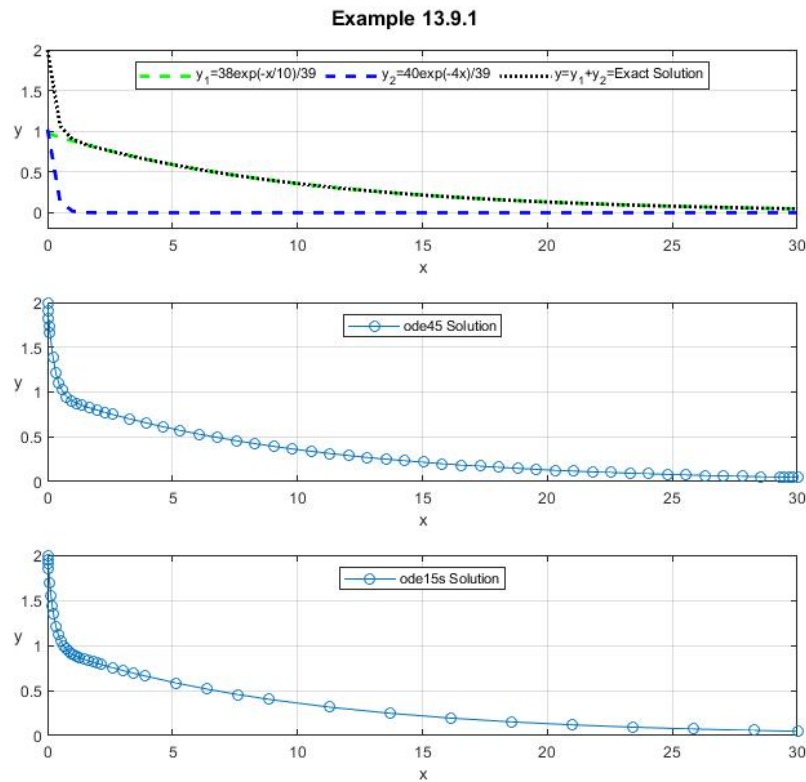 Example 13.9.1
2
1.5
y 1
0.5
0
y₁=38exp(-x/10)/39 y₂=40exp(-4x)/39 y=y₁+y₂=Exact Solution
0 5 10 15 20 25 30
x
2
1.5
y 1
0.5
0
ode45 Solution
0 5 10 15 20 25 30
x
2
1.5
y 1
0.5
0
ode15s Solution
0 5 10 15 20 25 30
x